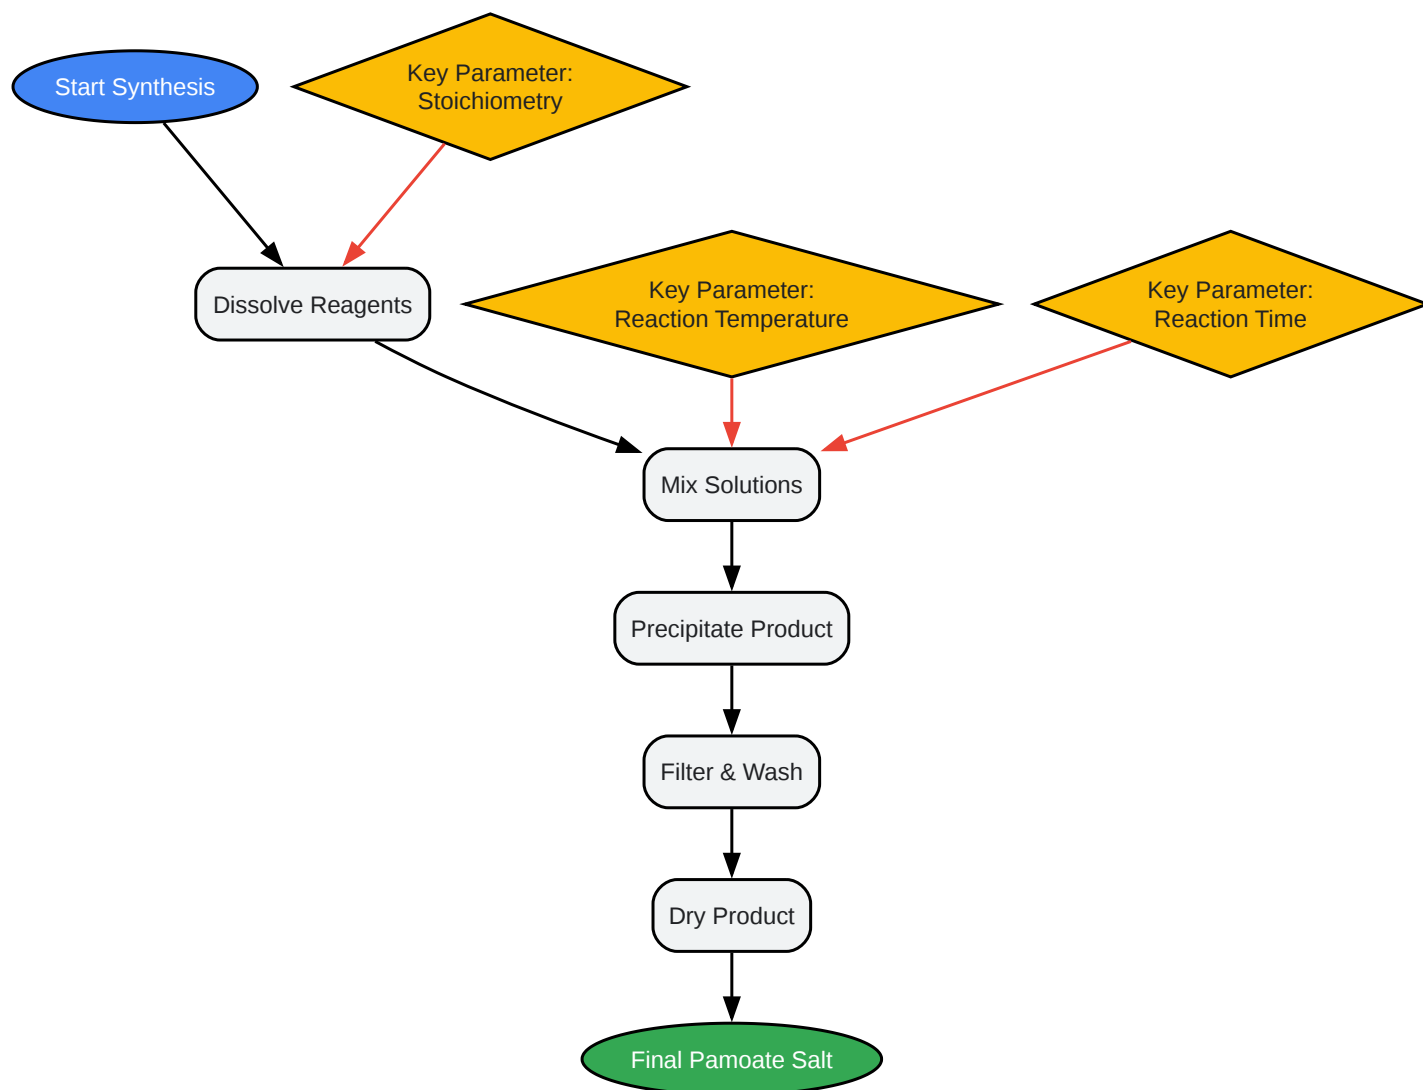 Start Synthesis
Key Parameter:
Stoichiometry
Dissolve Reagents
Key Parameter:
Reaction Temperature
Key Parameter:
Reaction Time
Mix Solutions
Precipitate Product
Filter & Wash
Dry Product
Final Pamoate Salt